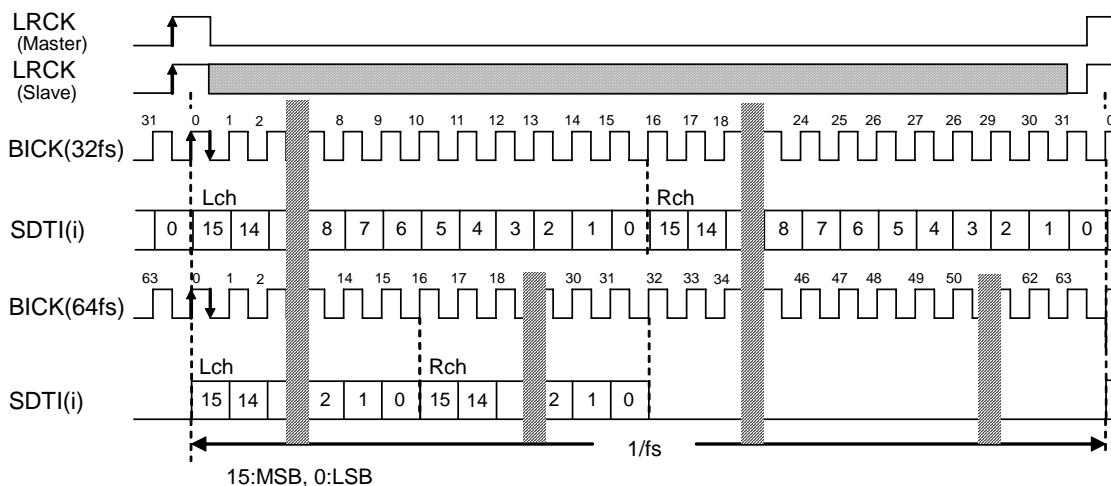 LRCK
(Master)
LRCK
(Slave)
31 0 1 2 8 9 10 11 12 13 14 15 16 17 18 24 25 26 27 26 29 30 31 0
BICK(32fs)
Lch Rch
SDTI(i) 0 15 14 8 7 6 5 4 3 2 1 0 15 14 8 7 6 5 4 3 2 1 0
63 0 1 2 14 15 16 17 18 30 31 32 33 34 46 47 48 49 50 62 63
BICK(64fs)
Lch Rch
SDTI(i) 15 14 2 1 0 15 14 2 1 0
1/fs
15:MSB, 0:LSB